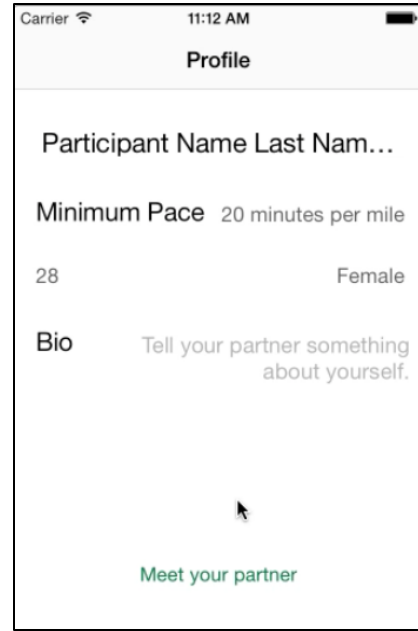 Carrier 11:12 AM
Profile
Participant Name Last Nam...
Minimum Pace 20 minutes per mile
28 Female
Bio Tell your partner something
about yourself.
Meet your partner